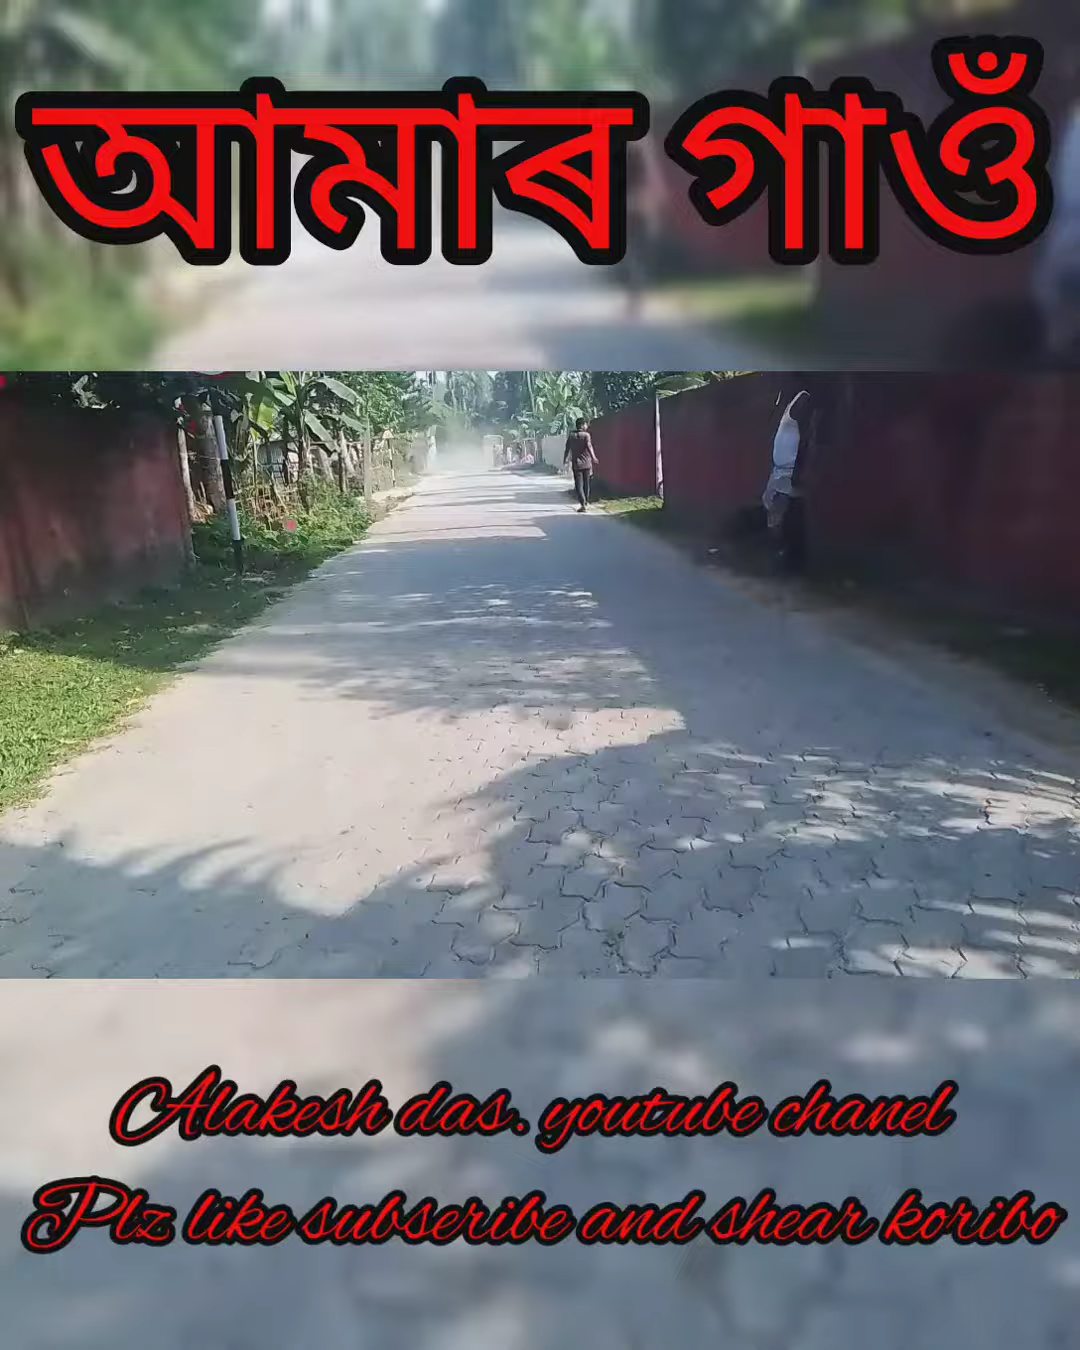 আমাৰ গাওঁ
Alakesh das. youtube chanel
Plz like subseribe and shear koribo